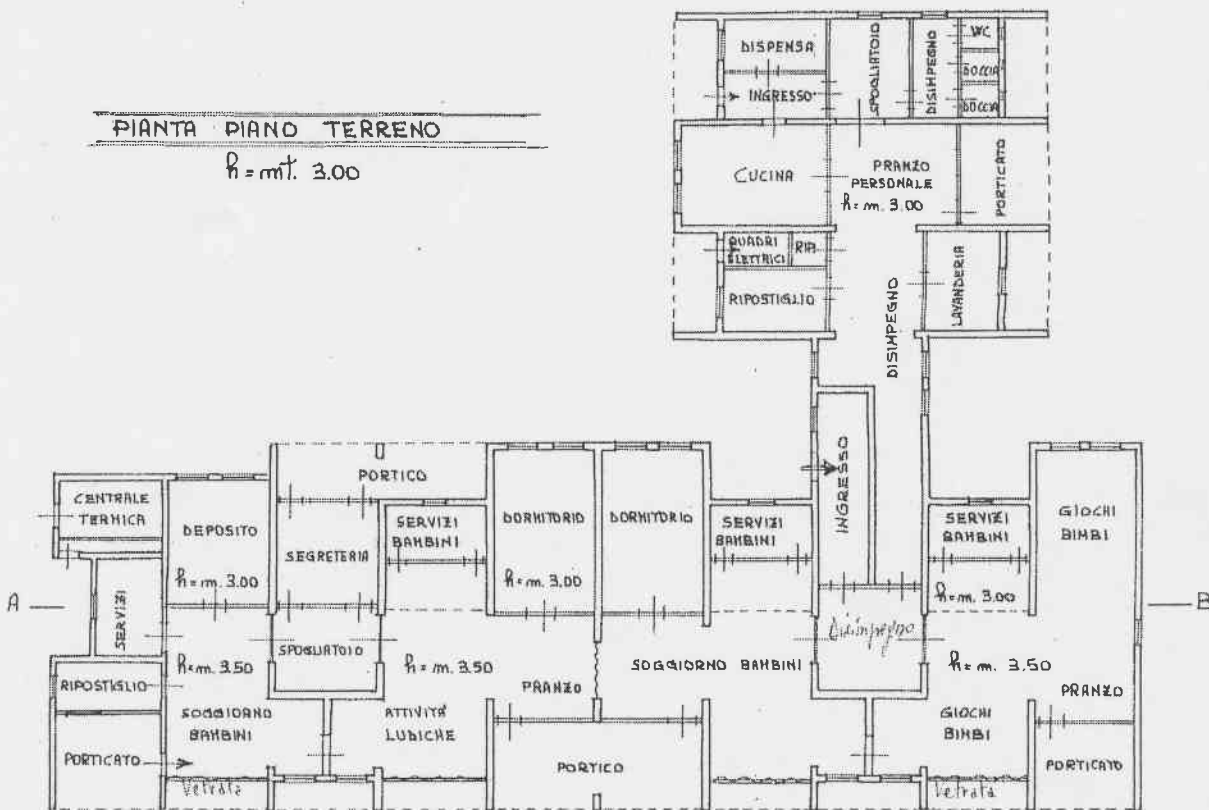 PIANTA PIANO TERRENO
h=mt. 3.00
DISPENSA
INGRESSO
SPOGLIATOIO
DISIMPEGNO
WC
DOCCIA
DOCCIA
CUCINA
PRANZO
PERSONALE
h=m. 3.00
PORTICATO
QUADRI
ELETTRICI
RIP.
RIPOSTIGLIO
DISIMPEGNO
LAVANDERIA
INGRESSO
CENTRALE
TERMICA
DEPOSITO
h=m. 3.00
PORTICO
SEGRETERIA
SERVIZI
BAMBINI
DORMITORIO
h=m. 3.00
DORMITORIO
SERVIZI
BAMBINI
SERVIZI
BAMBINI
h=m. 3.00
GIOCHI
BIMBI
A
B
SERVIZI
h=m. 3.50
SPOGLIATOIO
h=m. 3.50
PRANZO
SOGGIORNO BAMBINI
Disimpegno
h=m. 3.50
PRANZO
RIPOSTIGLIO
SOGGIORNO
BAMBINI
ATTIVITÀ
LUDICHE
GIOCHI
BIMBI
PORTICATO
Vetrata
PORTICO
Vetrata
PORTICATO